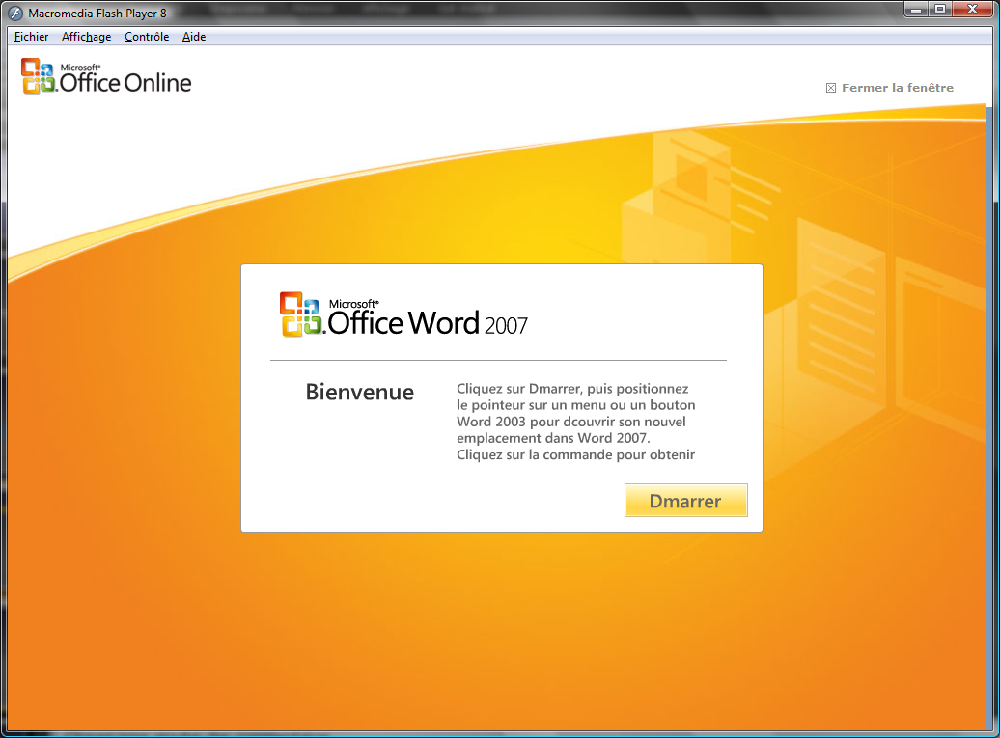 Macromedia Flash Player 8
Fichier Affichage Contrôle Aide
Microsoft®
Office Online
Fermer la fenêtre
Microsoft®
Office Word 2007
Bienvenue
Cliquez sur Dmarrer, puis positionnez
le pointeur sur un menu ou un bouton
Word 2003 pour dcouvrir son nouvel
emplacement dans Word 2007.
Cliquez sur la commande pour obtenir
Dmarrer